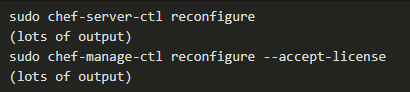 sudo chef-server-ctl reconfigure
(lots of output)
sudo chef-manage-ctl reconfigure --accept-license
(lots of output)